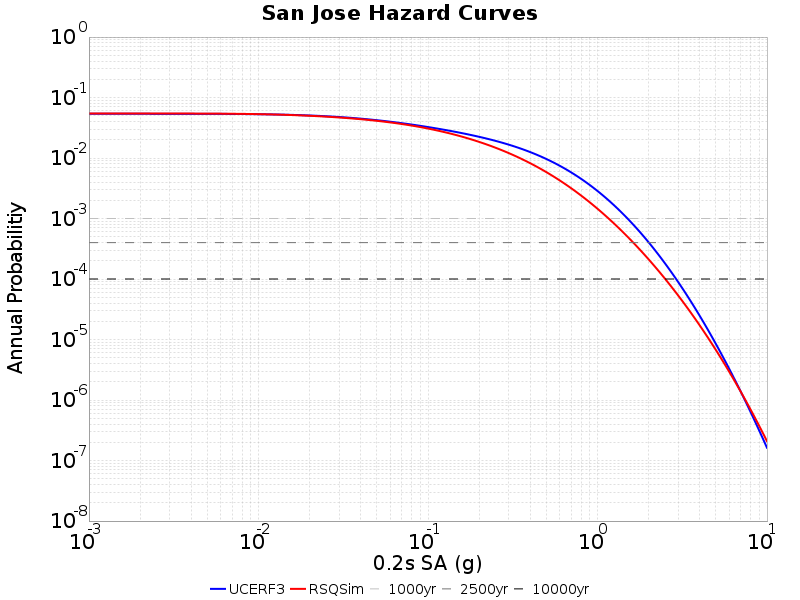 San Jose Hazard Curves
10^0
10^-1
10^-2
10^-3
10^-4
10^-5
10^-6
10^-7
10^-8
Annual Probabilitiy
10^-3 10^-2 10^-1 10^0 10^1
0.2s SA (g)
UCERF3 RSQSim 1000yr 2500yr 10000yr